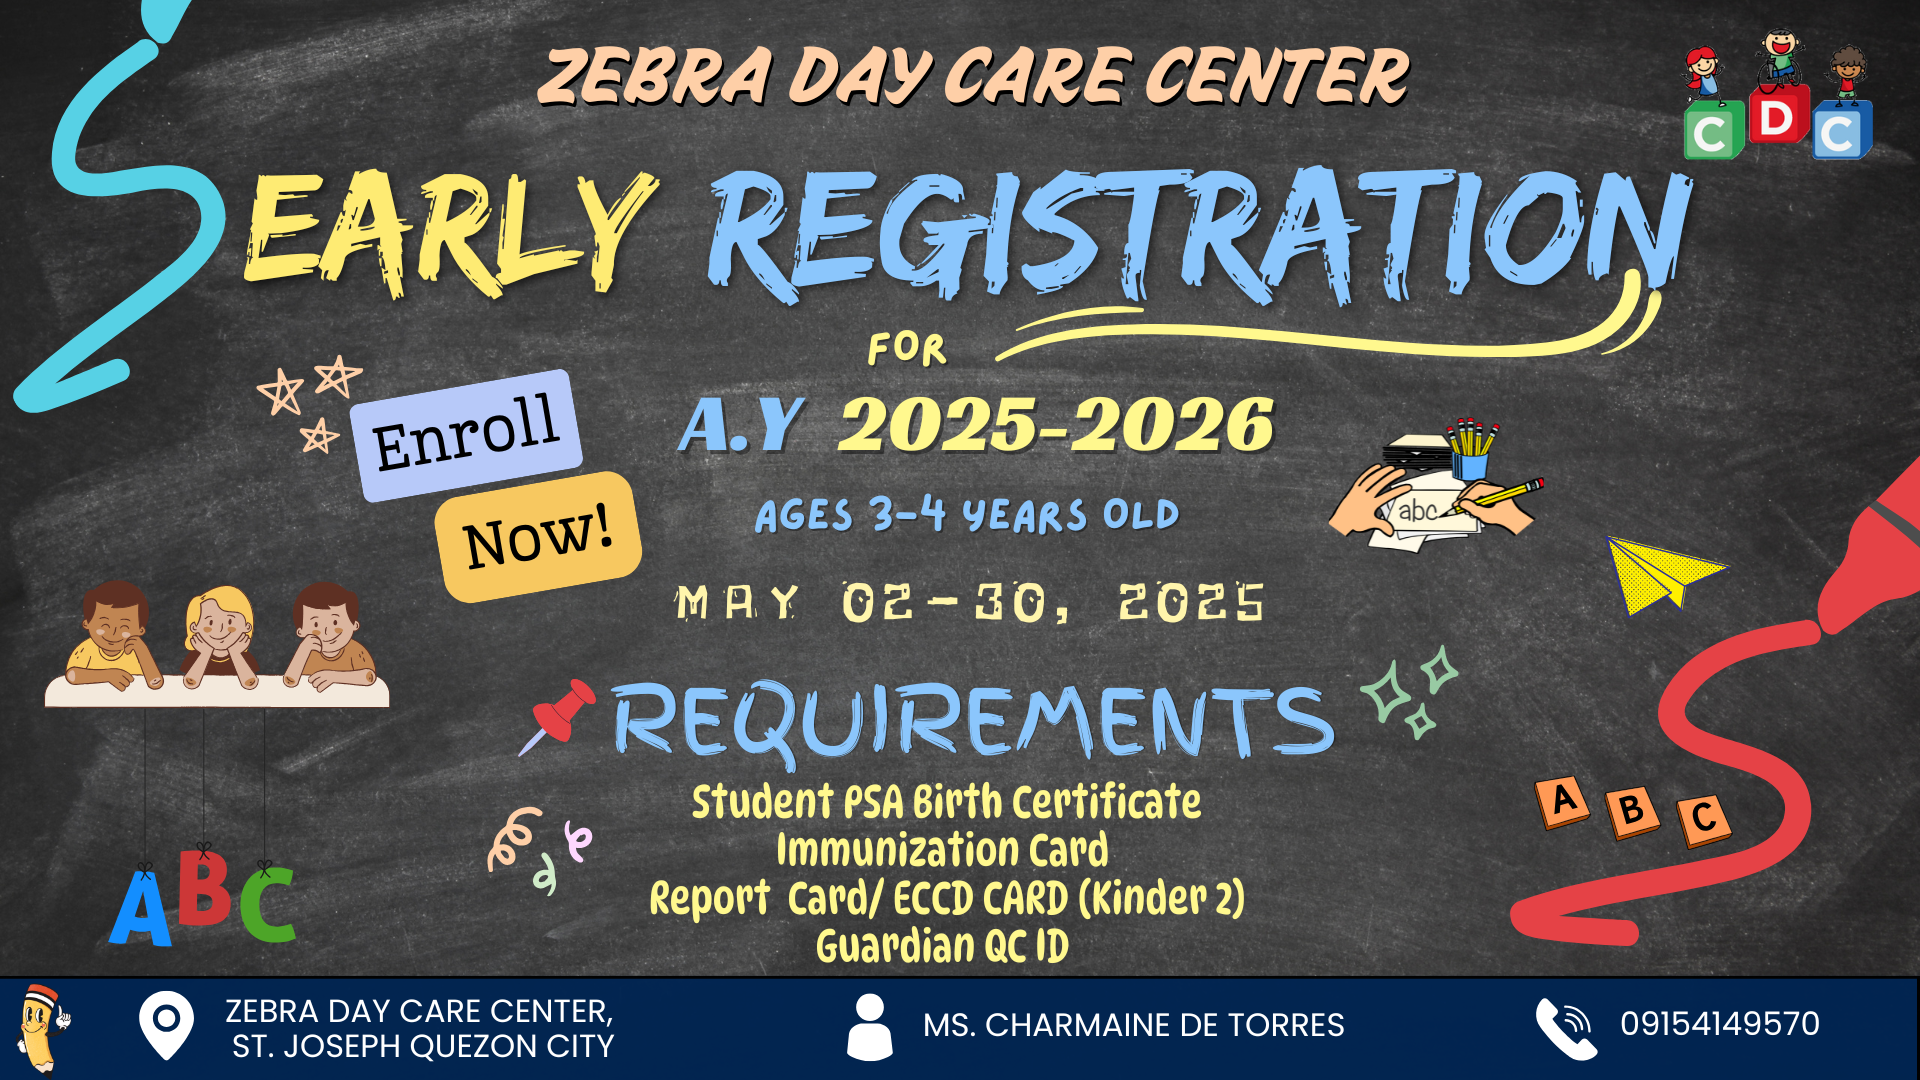 ZEBRA DAY CARE CENTER
C D C
EARLY REGISTRATION
FOR
A.Y 2025-2026
Enroll
Now!
AGES 3-4 YEARS OLD
abc
MAY 02-30, 2025
REQUIREMENTS
Student PSA Birth Certificate
Immunization Card
Report Card/ ECCD CARD (Kinder 2)
Guardian QC ID
A B C
A B C
ZEBRA DAY CARE CENTER,
ST. JOSEPH QUEZON CITY
MS. CHARMAINE DE TORRES
09154149570